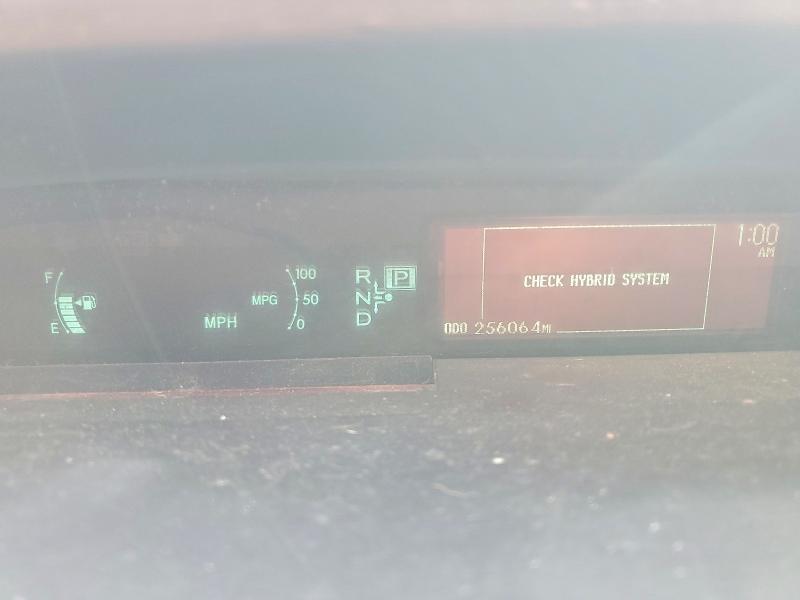 F
E
MPH
MPG
100
50
0
R
N
D
P
CHECK HYBRID SYSTEM
1:00
AM
ODO 256064MI